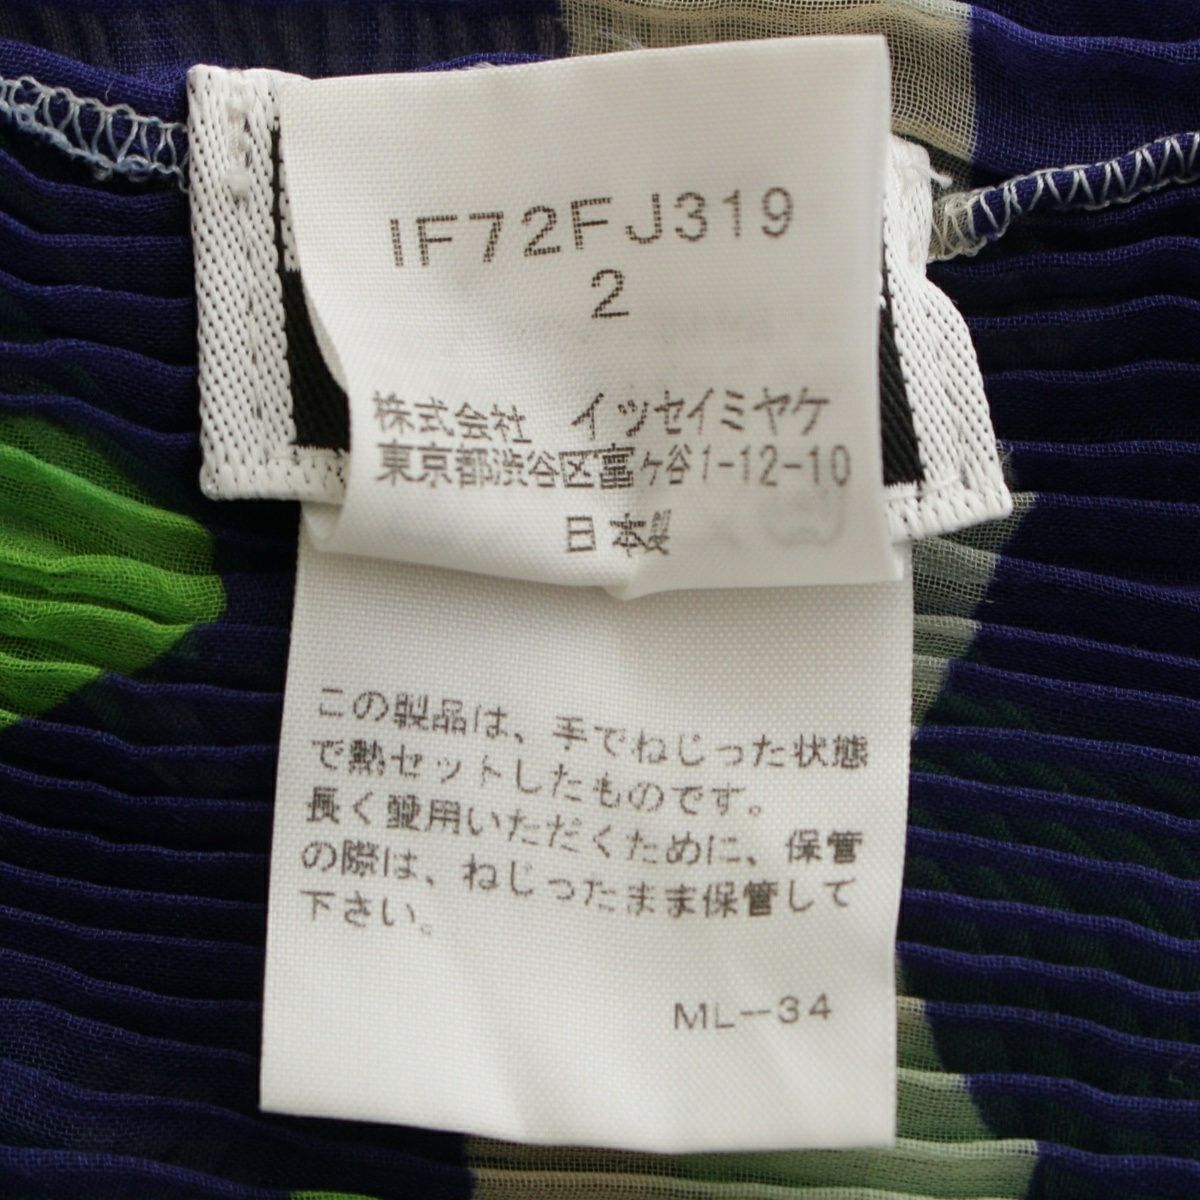 IF72FJ319
2
株式会社 イッセイミヤケ
東京都渋谷区富ヶ谷1-12-10
日本製
この製品は、手でねじった状態
で熱セットしたものです。
長く愛用いただくために、保管
の際は、ねじったまま保管して
下さい。
ML--34